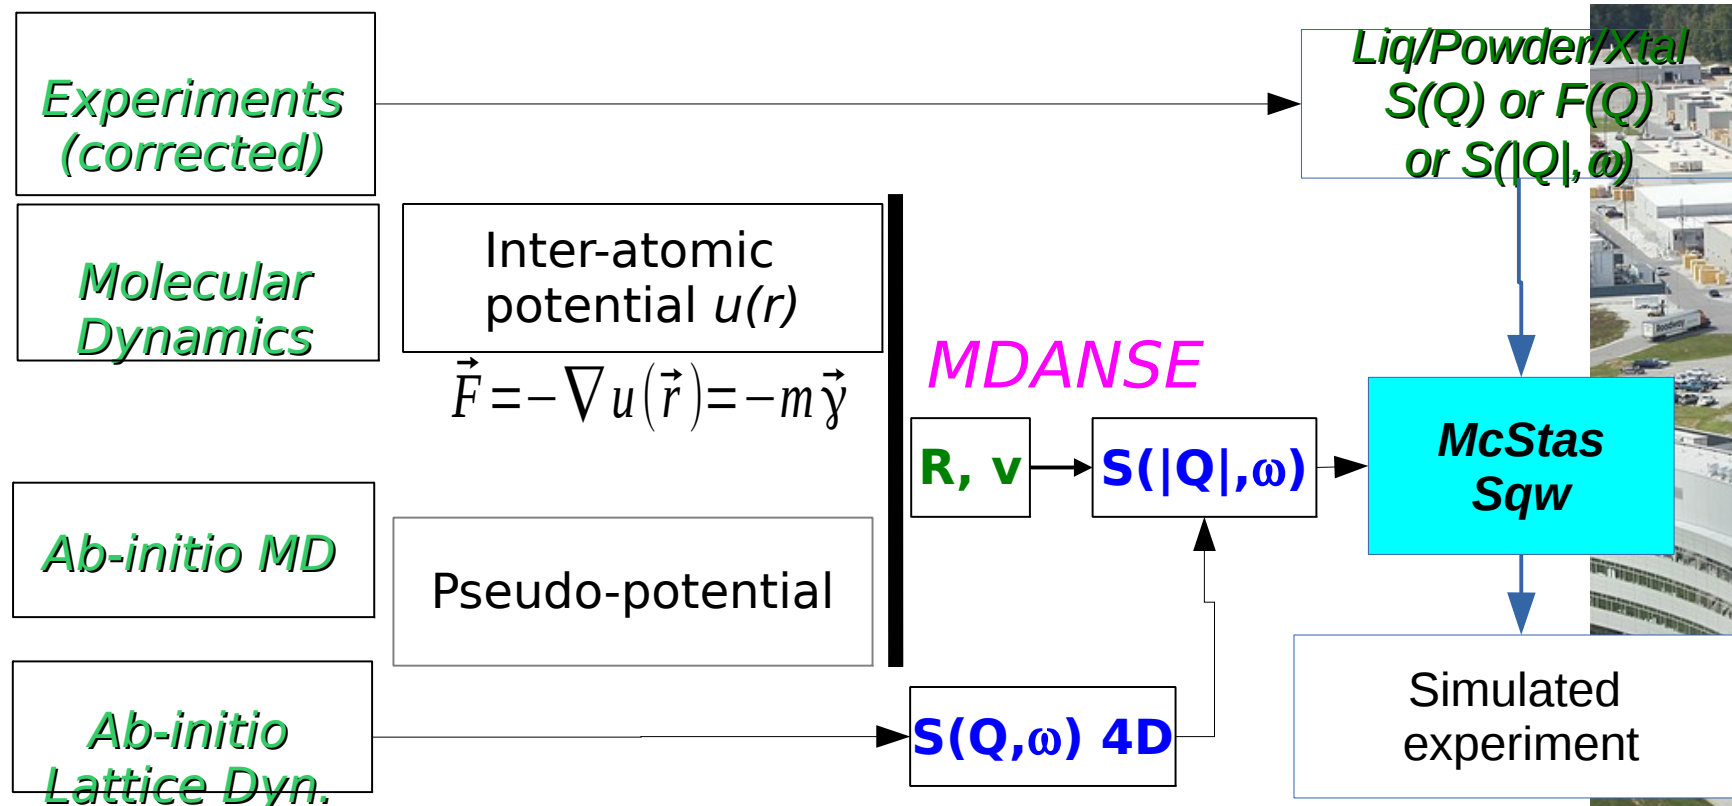 Experiments
(corrected)
Liq/Powder/Xtal
S(Q) or F(Q)
or S(|Q|,ω)
Molecular
Dynamics
Inter-atomic
potential u(r)
F⃗ = −∇ u (r⃗) = −m γ⃗
MDANSE
R, v
S(|Q|,ω)
McStas
Sqw
Ab-initio MD
Pseudo-potential
Ab-initio
Lattice Dyn.
S(Q,ω) 4D
Simulated
experiment